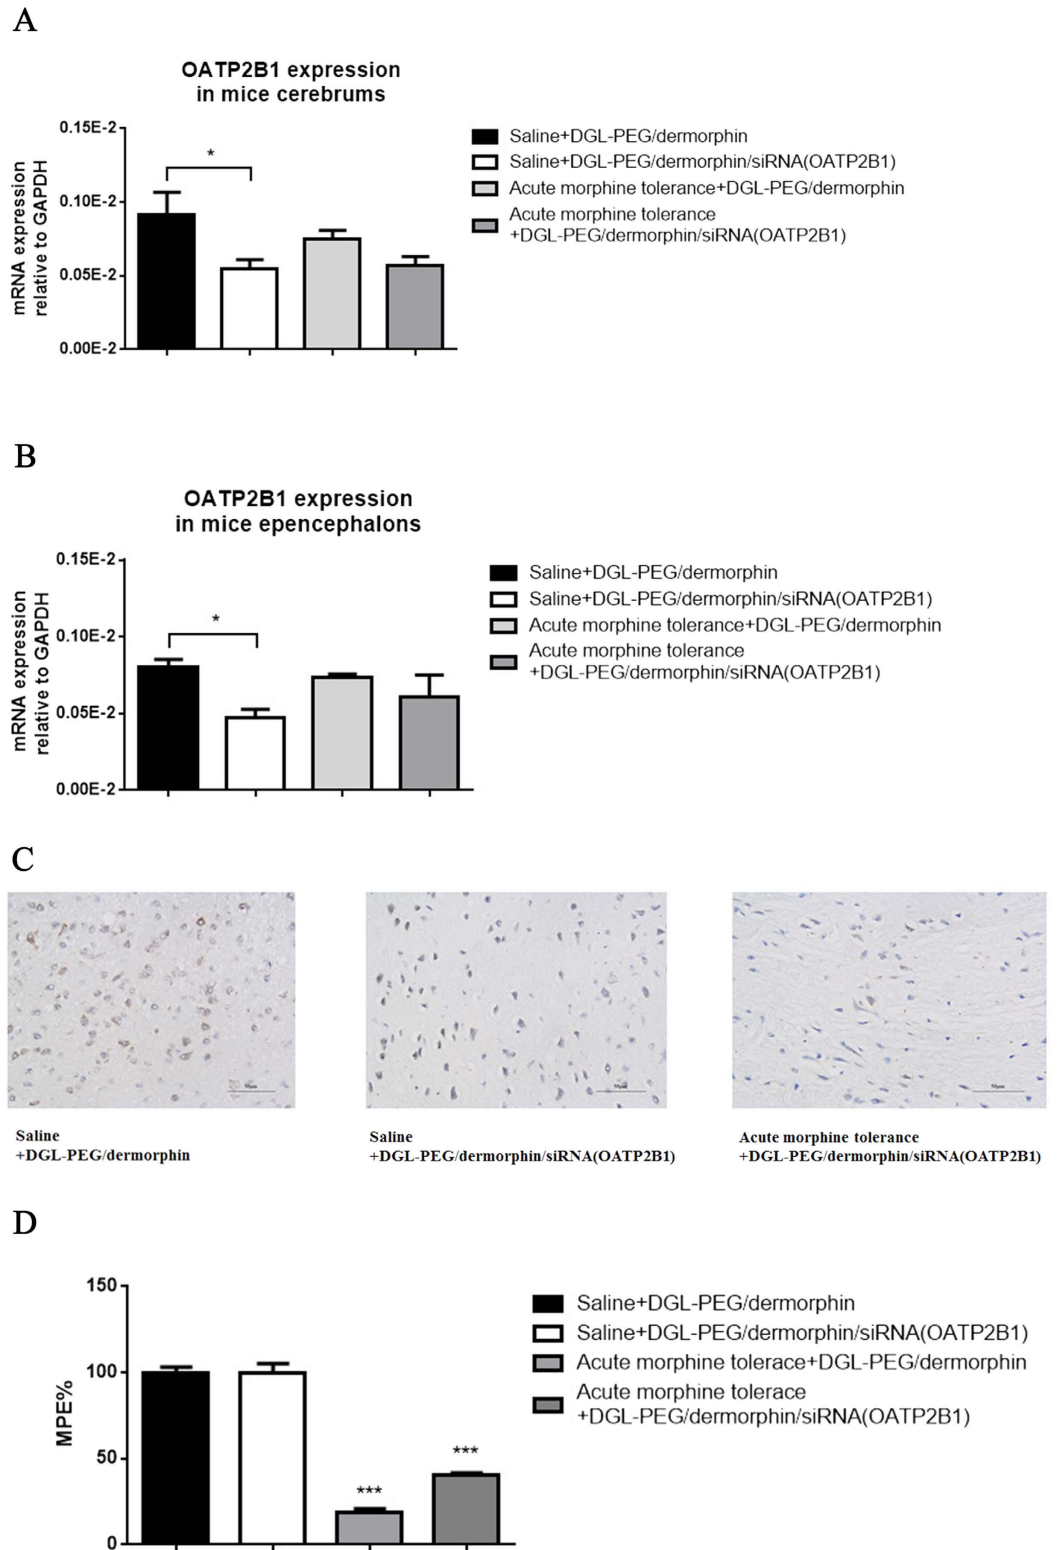 A
OATP2B1 expression
in mice cerebrums
mRNA expression
relative to GAPDH
0.15E-2
0.10E-2
0.05E-2
0.00E-2
*
Saline+DGL-PEG/dermorphin
Saline+DGL-PEG/dermorphin/siRNA(OATP2B1)
Acute morphine tolerance+DGL-PEG/dermorphin
Acute morphine tolerance
+DGL-PEG/dermorphin/siRNA(OATP2B1)
B
OATP2B1 expression
in mice epencephalons
mRNA expression
relative to GAPDH
0.15E-2
0.10E-2
0.05E-2
0.00E-2
*
Saline+DGL-PEG/dermorphin
Saline+DGL-PEG/dermorphin/siRNA(OATP2B1)
Acute morphine tolerance+DGL-PEG/dermorphin
Acute morphine tolerance
+DGL-PEG/dermorphin/siRNA(OATP2B1)
C
50μm
50μm
50μm
Saline
+DGL-PEG/dermorphin
Saline
+DGL-PEG/dermorphin/siRNA(OATP2B1)
Acute morphine tolerance
+DGL-PEG/dermorphin/siRNA(OATP2B1)
D
MPE%
150
100
50
0
***
***
Saline+DGL-PEG/dermorphin
Saline+DGL-PEG/dermorphin/siRNA(OATP2B1)
Acute morphine tolerace+DGL-PEG/dermorphin
Acute morphine tolerace
+DGL-PEG/dermorphin/siRNA(OATP2B1)